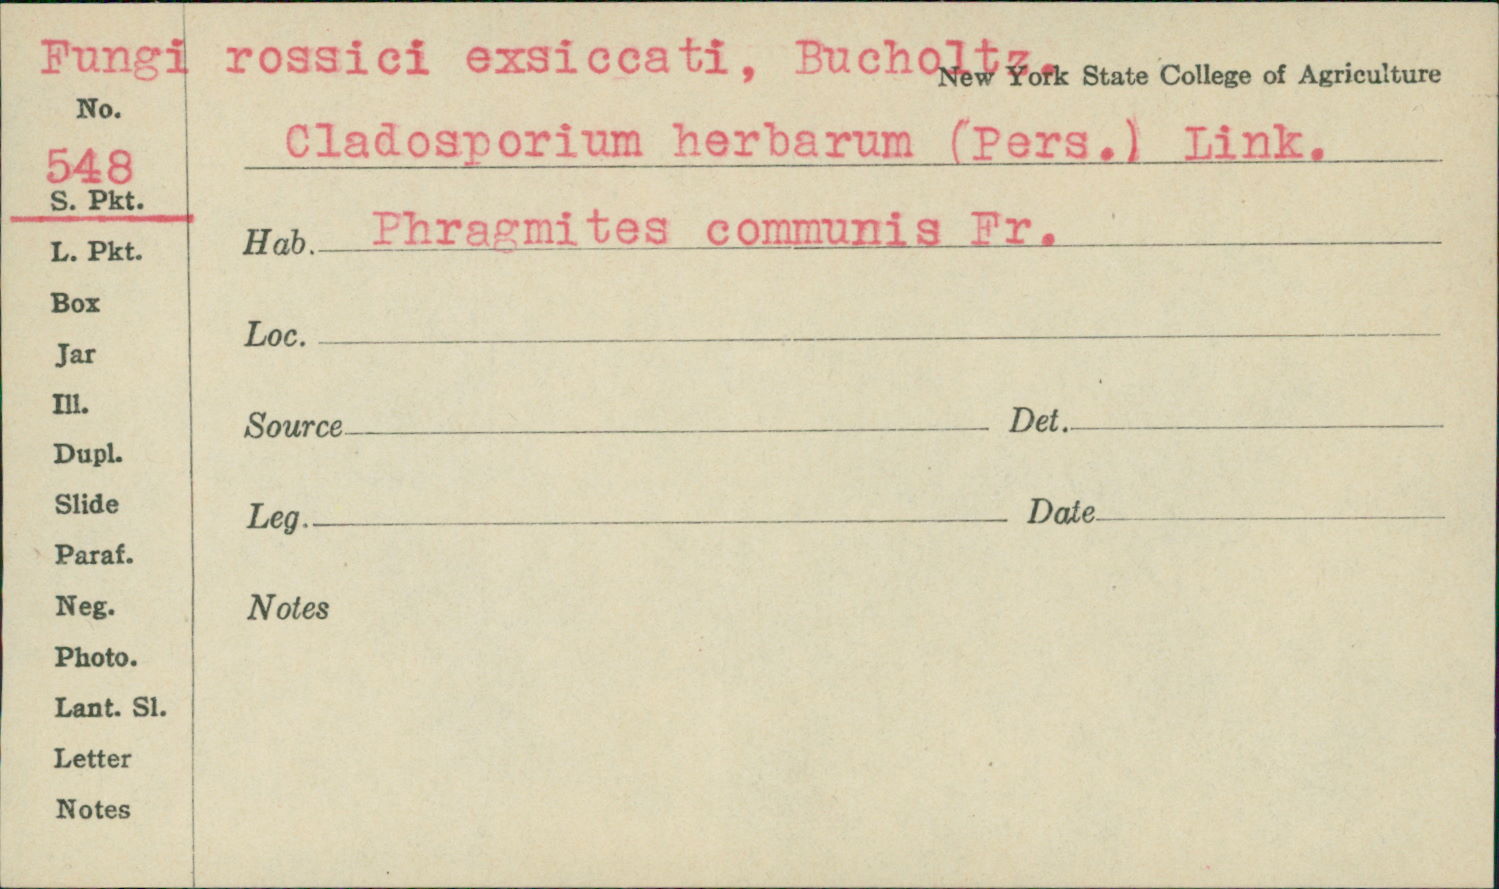 Fungi rossici exsiccati, Bucholtz.
New York State College of Agriculture
No.
548
Cladosporium herbarum (Pers.) Link.
S. Pkt.
Hab. Phragmites communis Fr.
L. Pkt.
Box
Loc.
Jar
Ill.
Source Det.
Dupl.
Slide
Leg. Date
Paraf.
Neg.
Notes
Photo.
Lant. Sl.
Letter
Notes